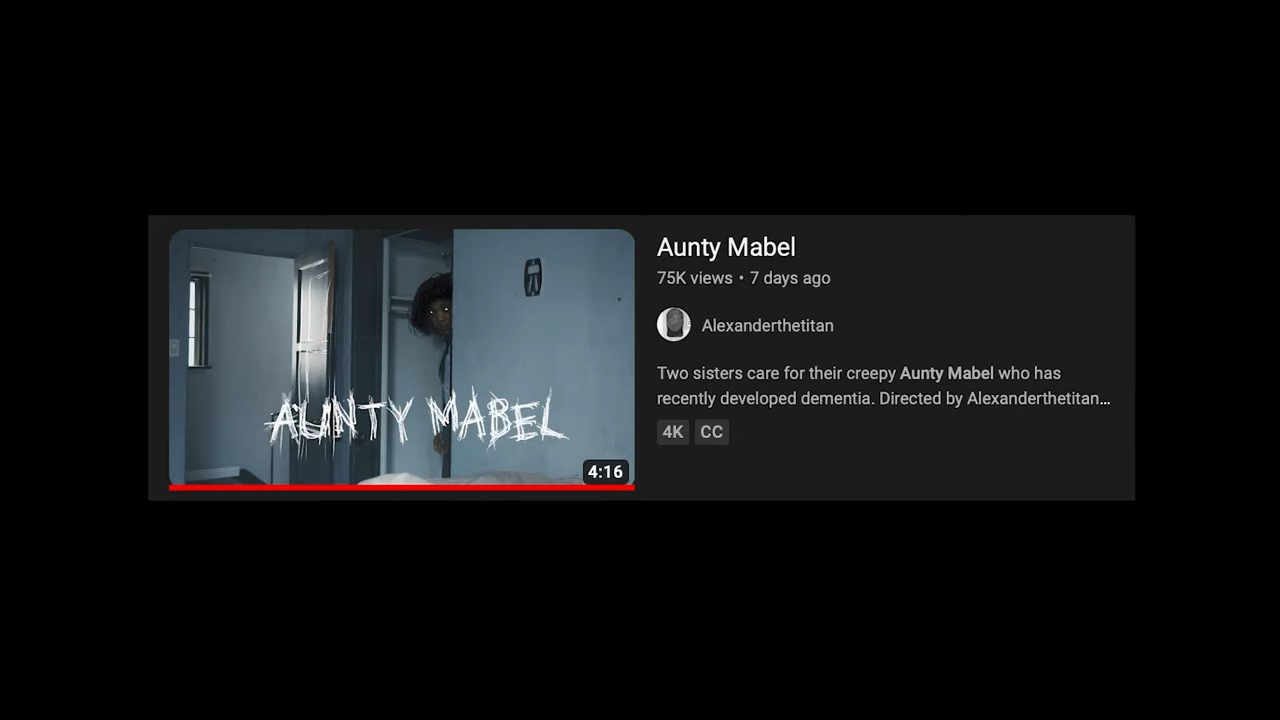 Aunty Mabel
75K views • 7 days ago
Alexanderthetitan
Two sisters care for their creepy Aunty Mabel who has
recently developed dementia. Directed by Alexanderthetitan...
4K CC
AUNTY MABEL
4:16